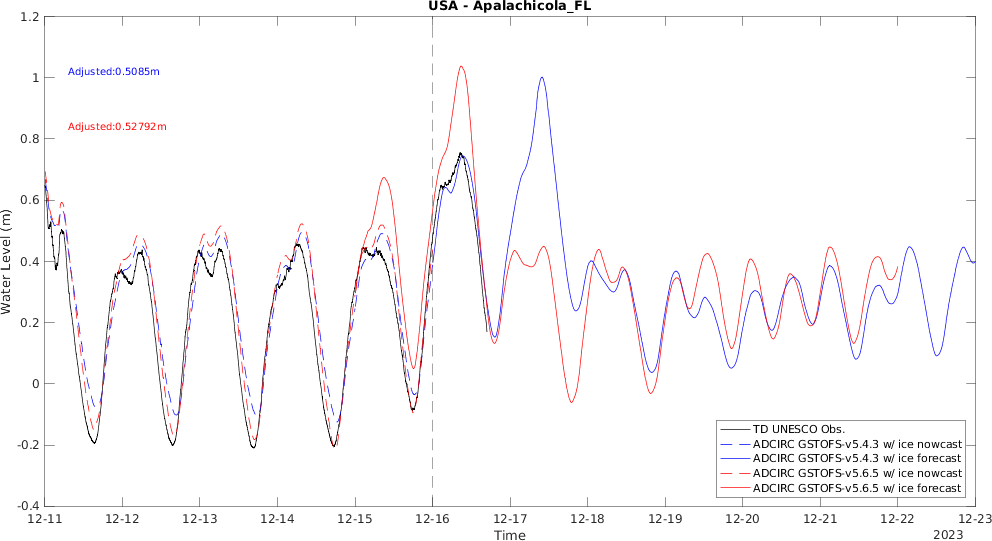 USA - Apalachicola_FL
1.2
1
0.8
0.6
0.4
0.2
0
-0.2
-0.4
Water Level (m)
Adjusted:0.5085m
Adjusted:0.52792m
TD UNESCO Obs.
ADCIRC GSTOFS-v5.4.3 w/ ice nowcast
ADCIRC GSTOFS-v5.4.3 w/ ice forecast
ADCIRC GSTOFS-v5.6.5 w/ ice nowcast
ADCIRC GSTOFS-v5.6.5 w/ ice forecast
12-11 12-12 12-13 12-14 12-15 12-16 12-17 12-18 12-19 12-20 12-21 12-22 12-23
Time
2023